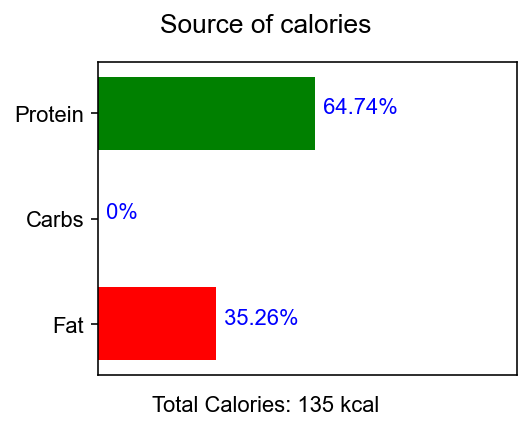 Source of calories
Protein 64.74%
Carbs 0%
Fat 35.26%
Total Calories: 135 kcal